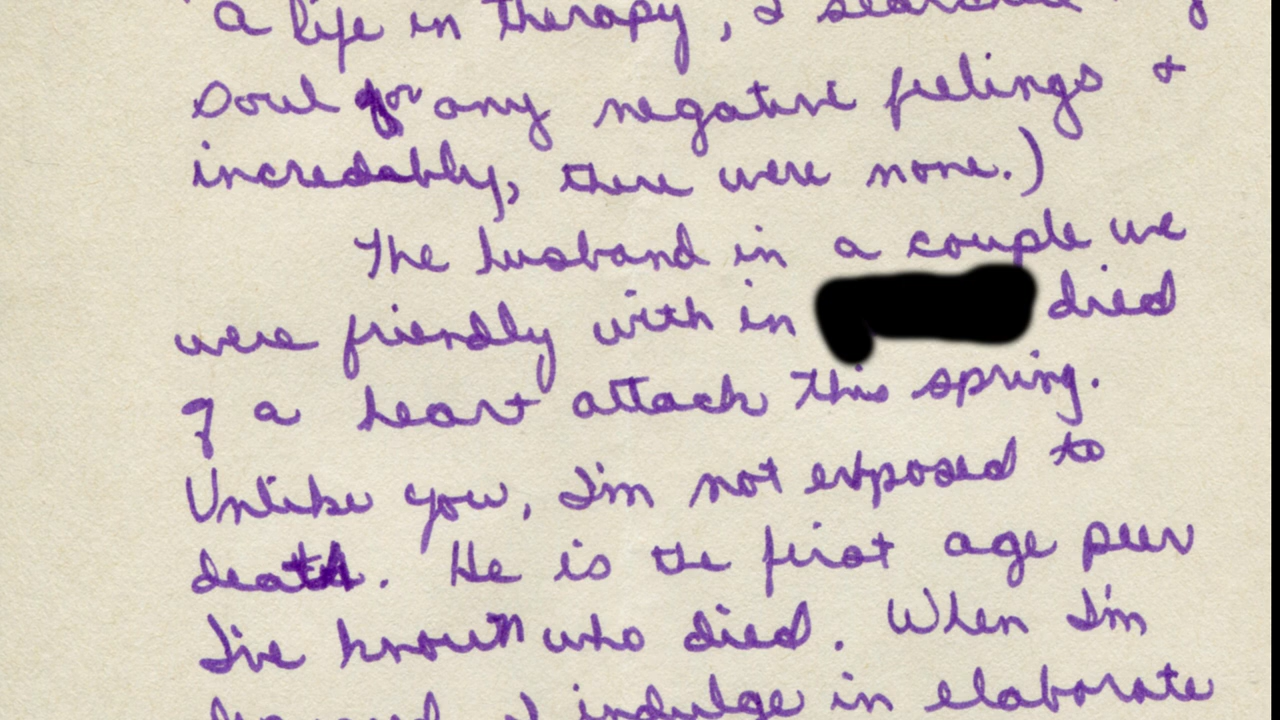 a life in therapy, I searched
soul for any negative feelings &
incredably, there were none.)
The husband in a couple we
were friendly with in died
of a heart attack this spring.
Unlike you, I'm not exposed to
death. He is the first age peer
I've known who died. When I'm
I indulge in elaborate